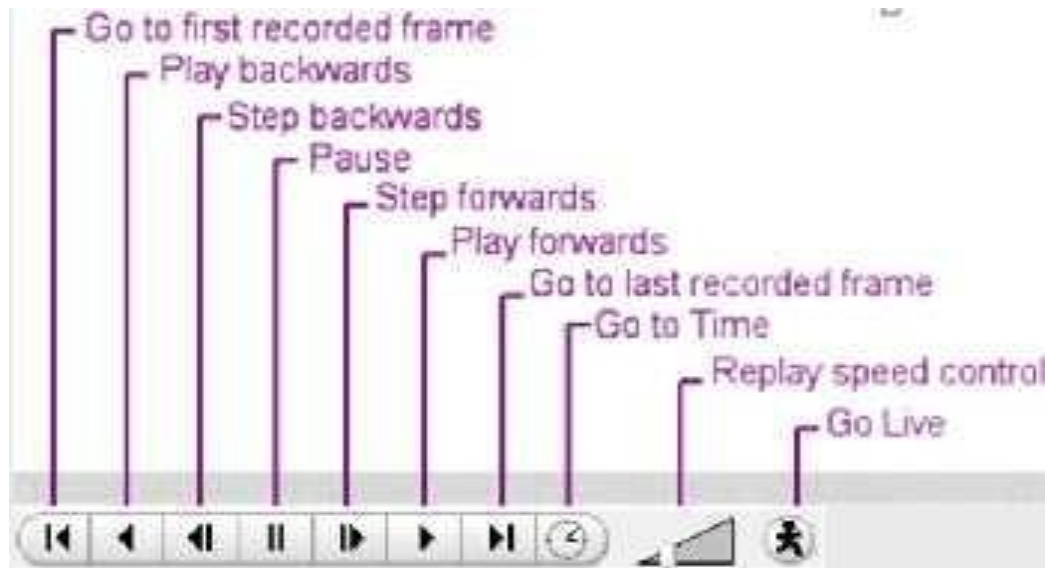 Go to first recorded frame
Play backwards
Step backwards
Pause
Step forwards
Play forwards
Go to last recorded frame
Go to Time
Replay speed control
Go Live